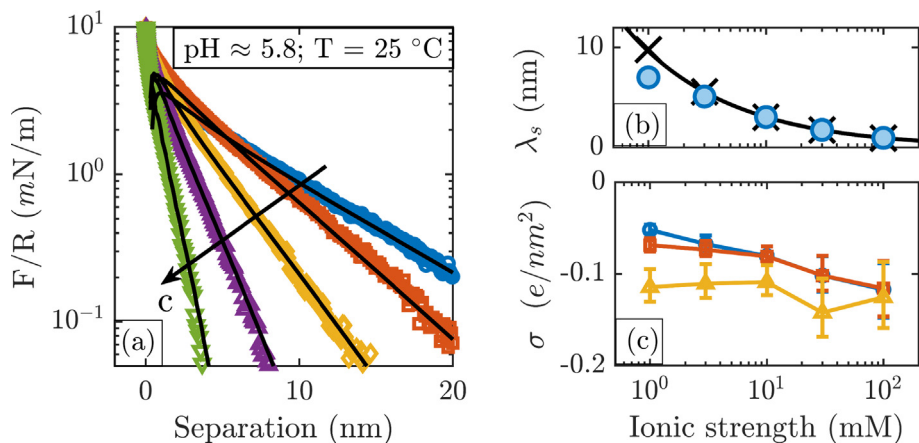 10¹
10⁰
10⁻¹
F/R (mN/m)
pH ≈ 5.8; T = 25 °C
c
(a)
0
10
20
Separation (nm)
10
0
λₛ (nm)
(b)
0
-0.1
-0.2
σ (e/nm²)
(c)
10⁰
10¹
10²
Ionic strength (mM)